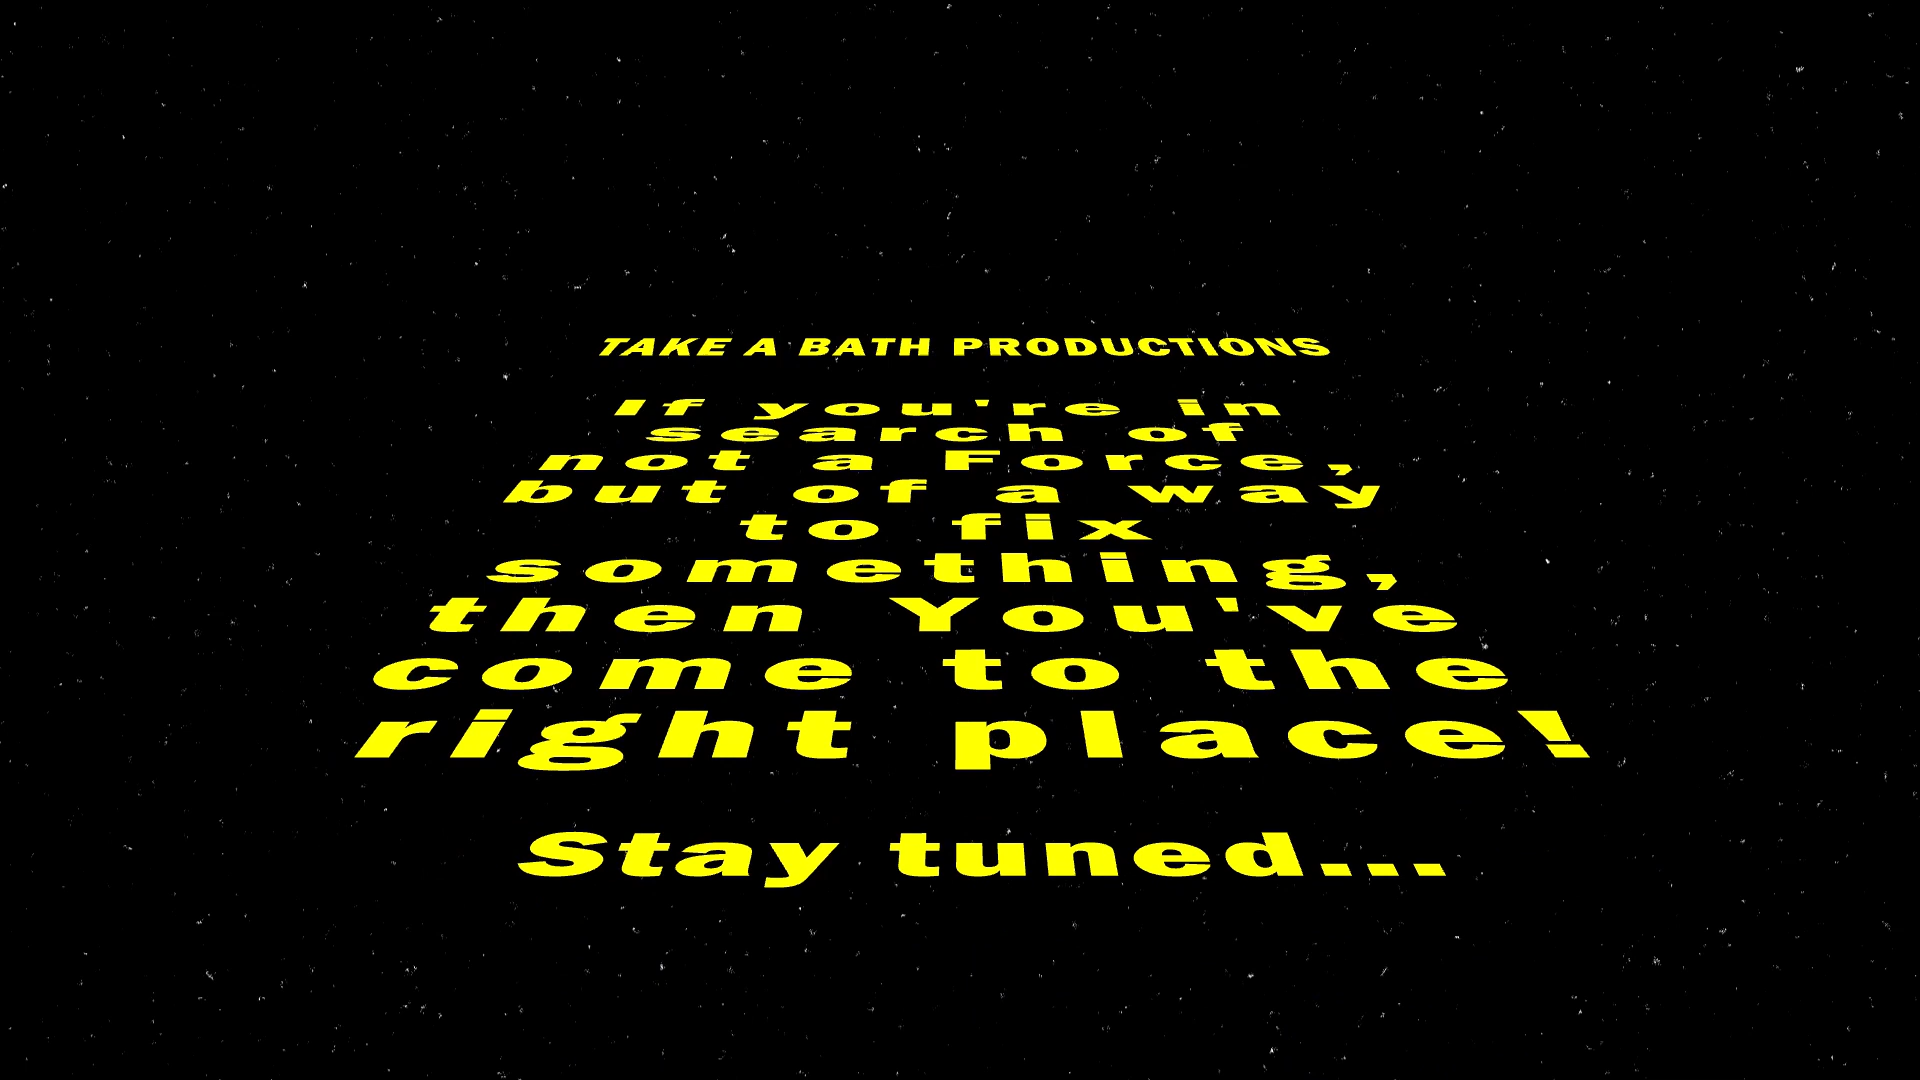 TAKE A BATH PRODUCTIONS
If you're in
search of
not a Force,
but of a way
to fix
something,
then You've
come to the
right place!
Stay tuned...